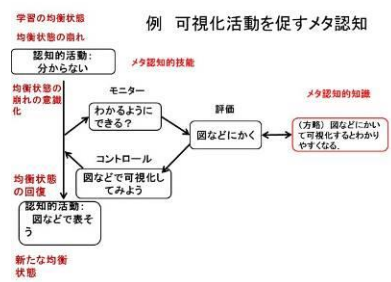 例 可視化活動を促すメタ認知
学習の均衡状態
均衡状態の崩れ
認知的活動：
分からない
メタ認知的技能
均衡状態の
崩れの意識
化
モニター
わかるように
できる？
評価
図などにかく
メタ認知的知識
（方略）図などにかい
て可視化するとわかり
やすくなる．
コントロール
図などで可視化し
てみよう
均衡状態
の回復
認知的活動：
図などで表そ
う
新たな均衡
状態